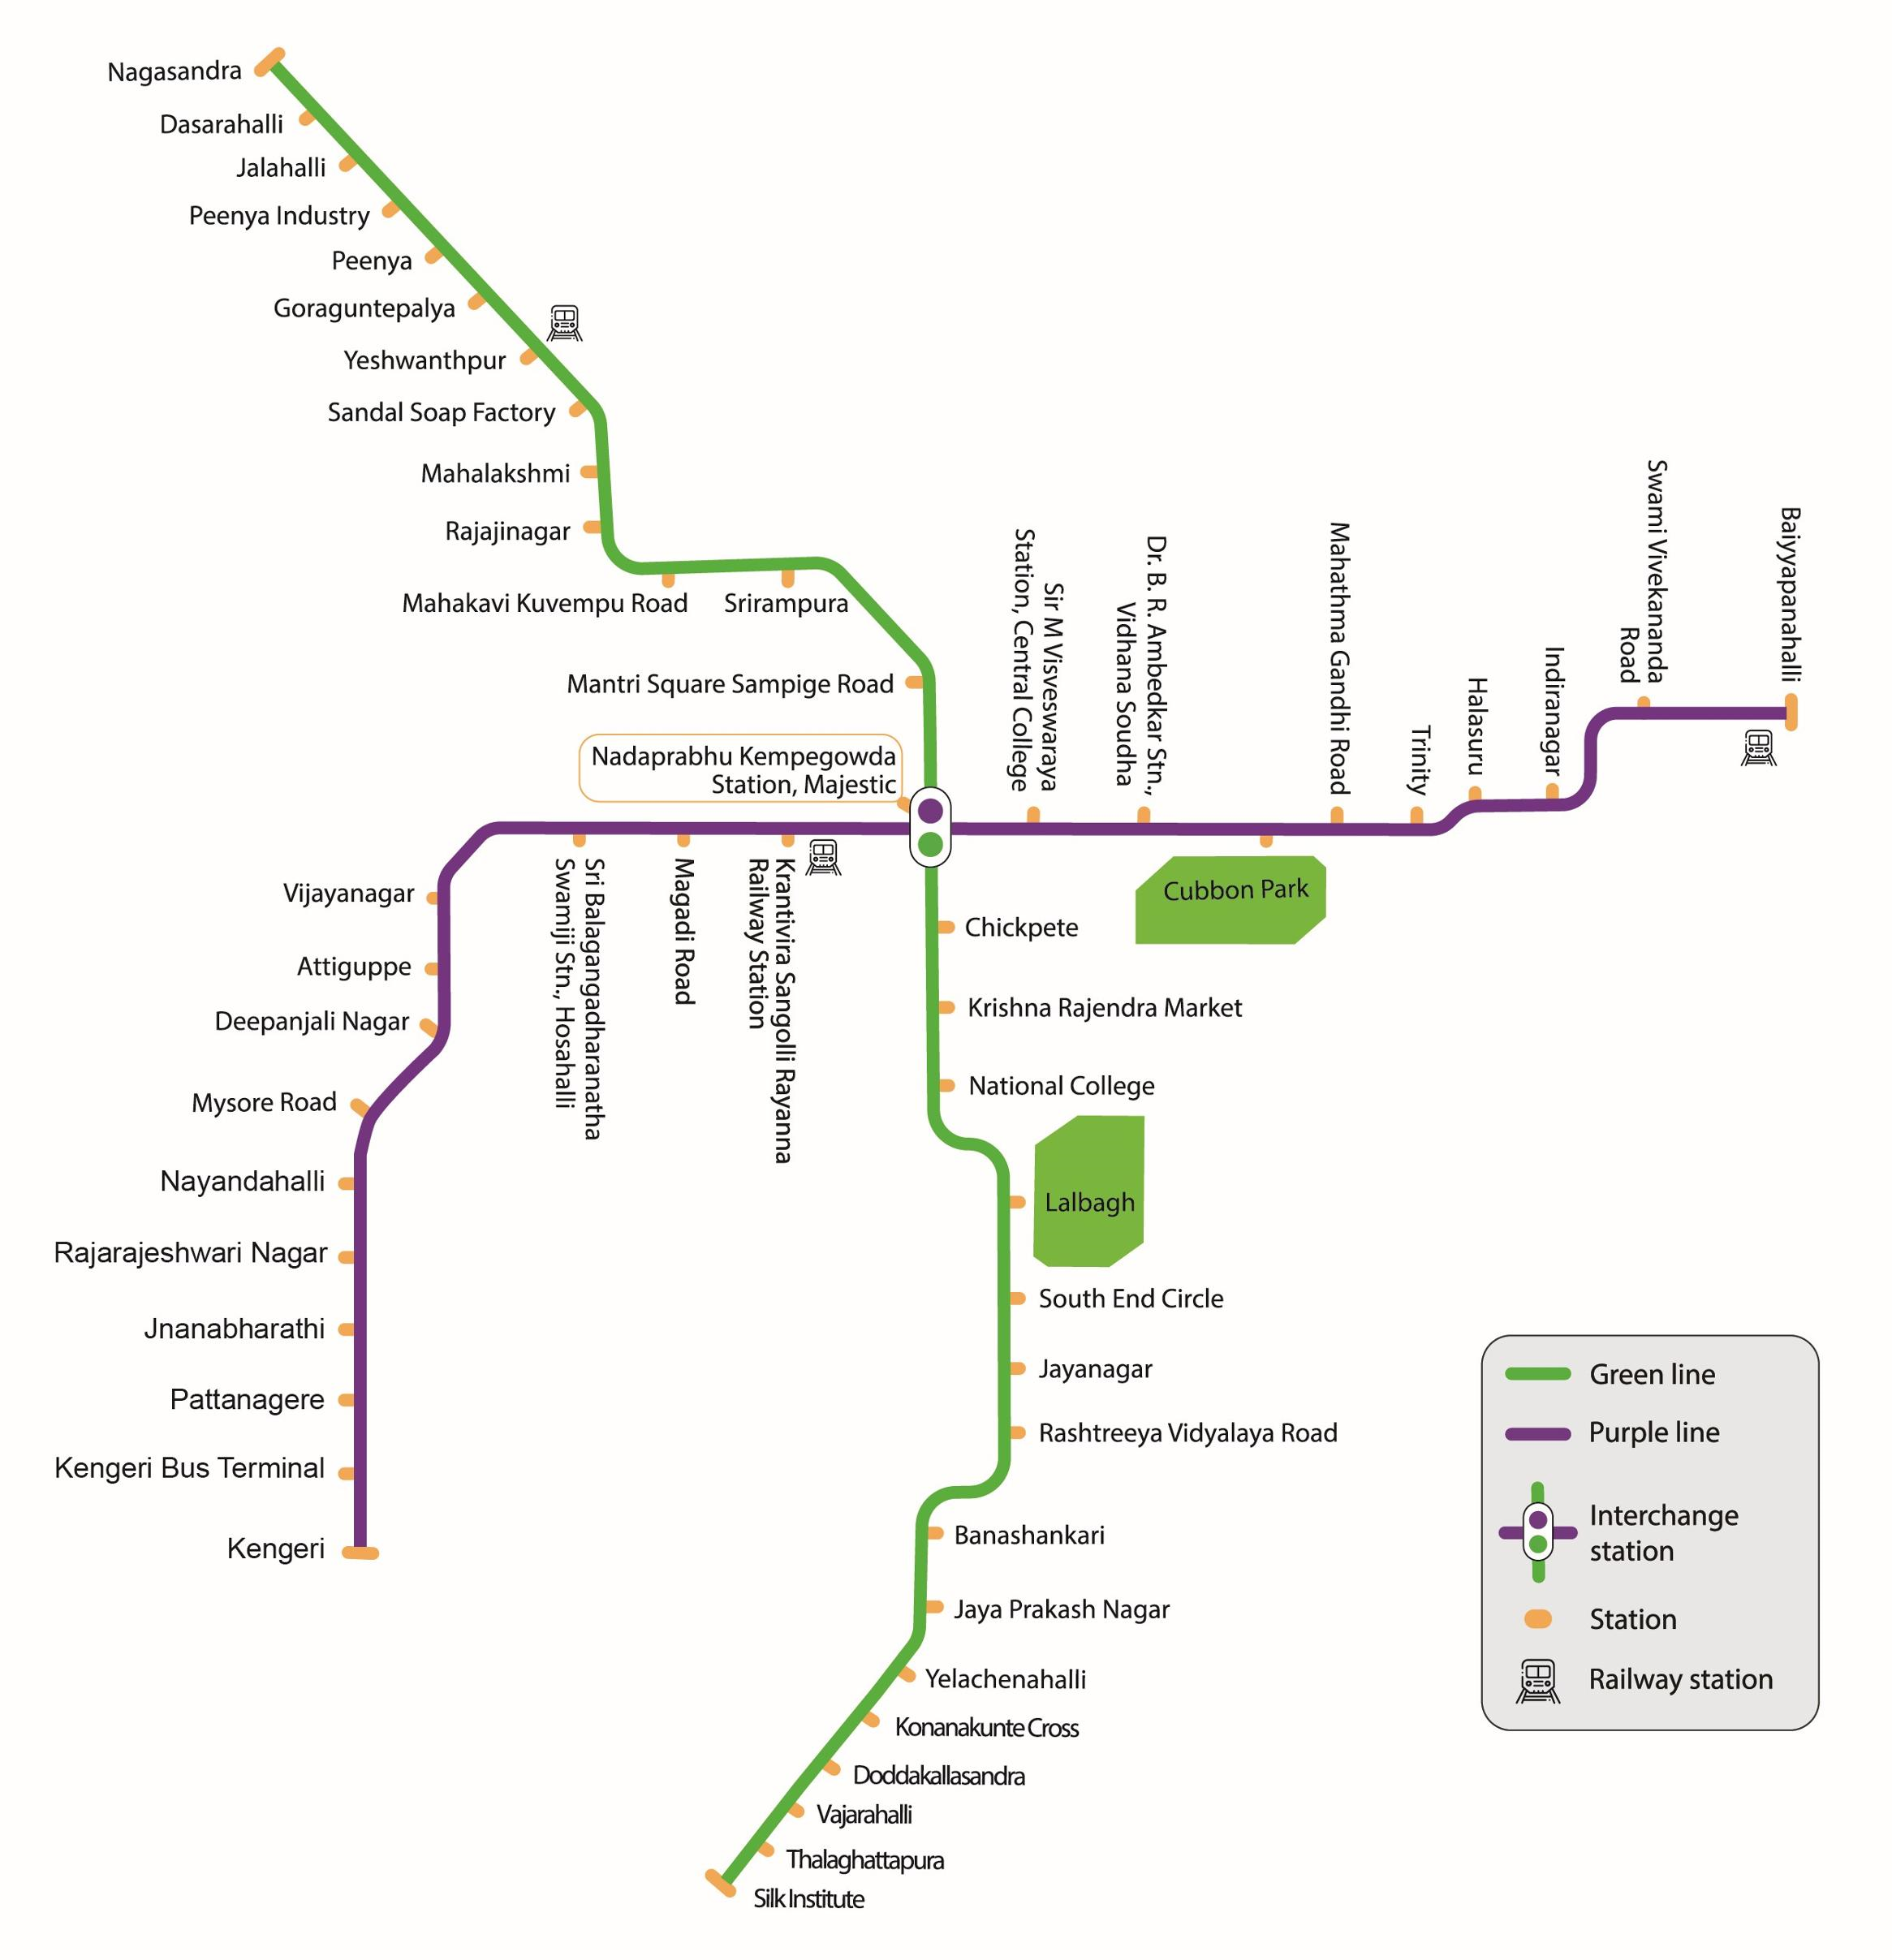 Nagasandra
Dasarahalli
Jalahalli
Peenya Industry
Peenya
Goraguntepalya
Yeshwanthpur
Sandal Soap Factory
Mahalakshmi
Rajajinagar
Mahakavi Kuvempu Road
Srirampura
Mantri Square Sampige Road
Nadaprabhu Kempegowda
Station, Majestic
Sir M Visveswaraya
Station, Central College
Dr. B. R. Ambedkar Stn.,
Vidhana Soudha
Mahathma Gandhi Road
Trinity
Halasuru
Indiranagar
Swami Vivekananda
Road
Baiyyapanahalli
Cubbon Park
Vijayanagar
Attiguppe
Deepanjali Nagar
Mysore Road
Nayandahalli
Rajarajeshwari Nagar
Jnanabharathi
Pattanagere
Kengeri Bus Terminal
Kengeri
Sri Balagangadharanatha
Swamiji Stn., Hosahalli
Magadi Road
Krantivira Sangolli Rayanna
Railway Station
Chickpete
Krishna Rajendra Market
National College
Lalbagh
South End Circle
Jayanagar
Rashtreeya Vidyalaya Road
Banashankari
Jaya Prakash Nagar
Yelachenahalli
Konanakunte Cross
Doddakallasandra
Vajarahalli
Thalaghattapura
Silk Institute
Green line
Purple line
Interchange
station
Station
Railway station